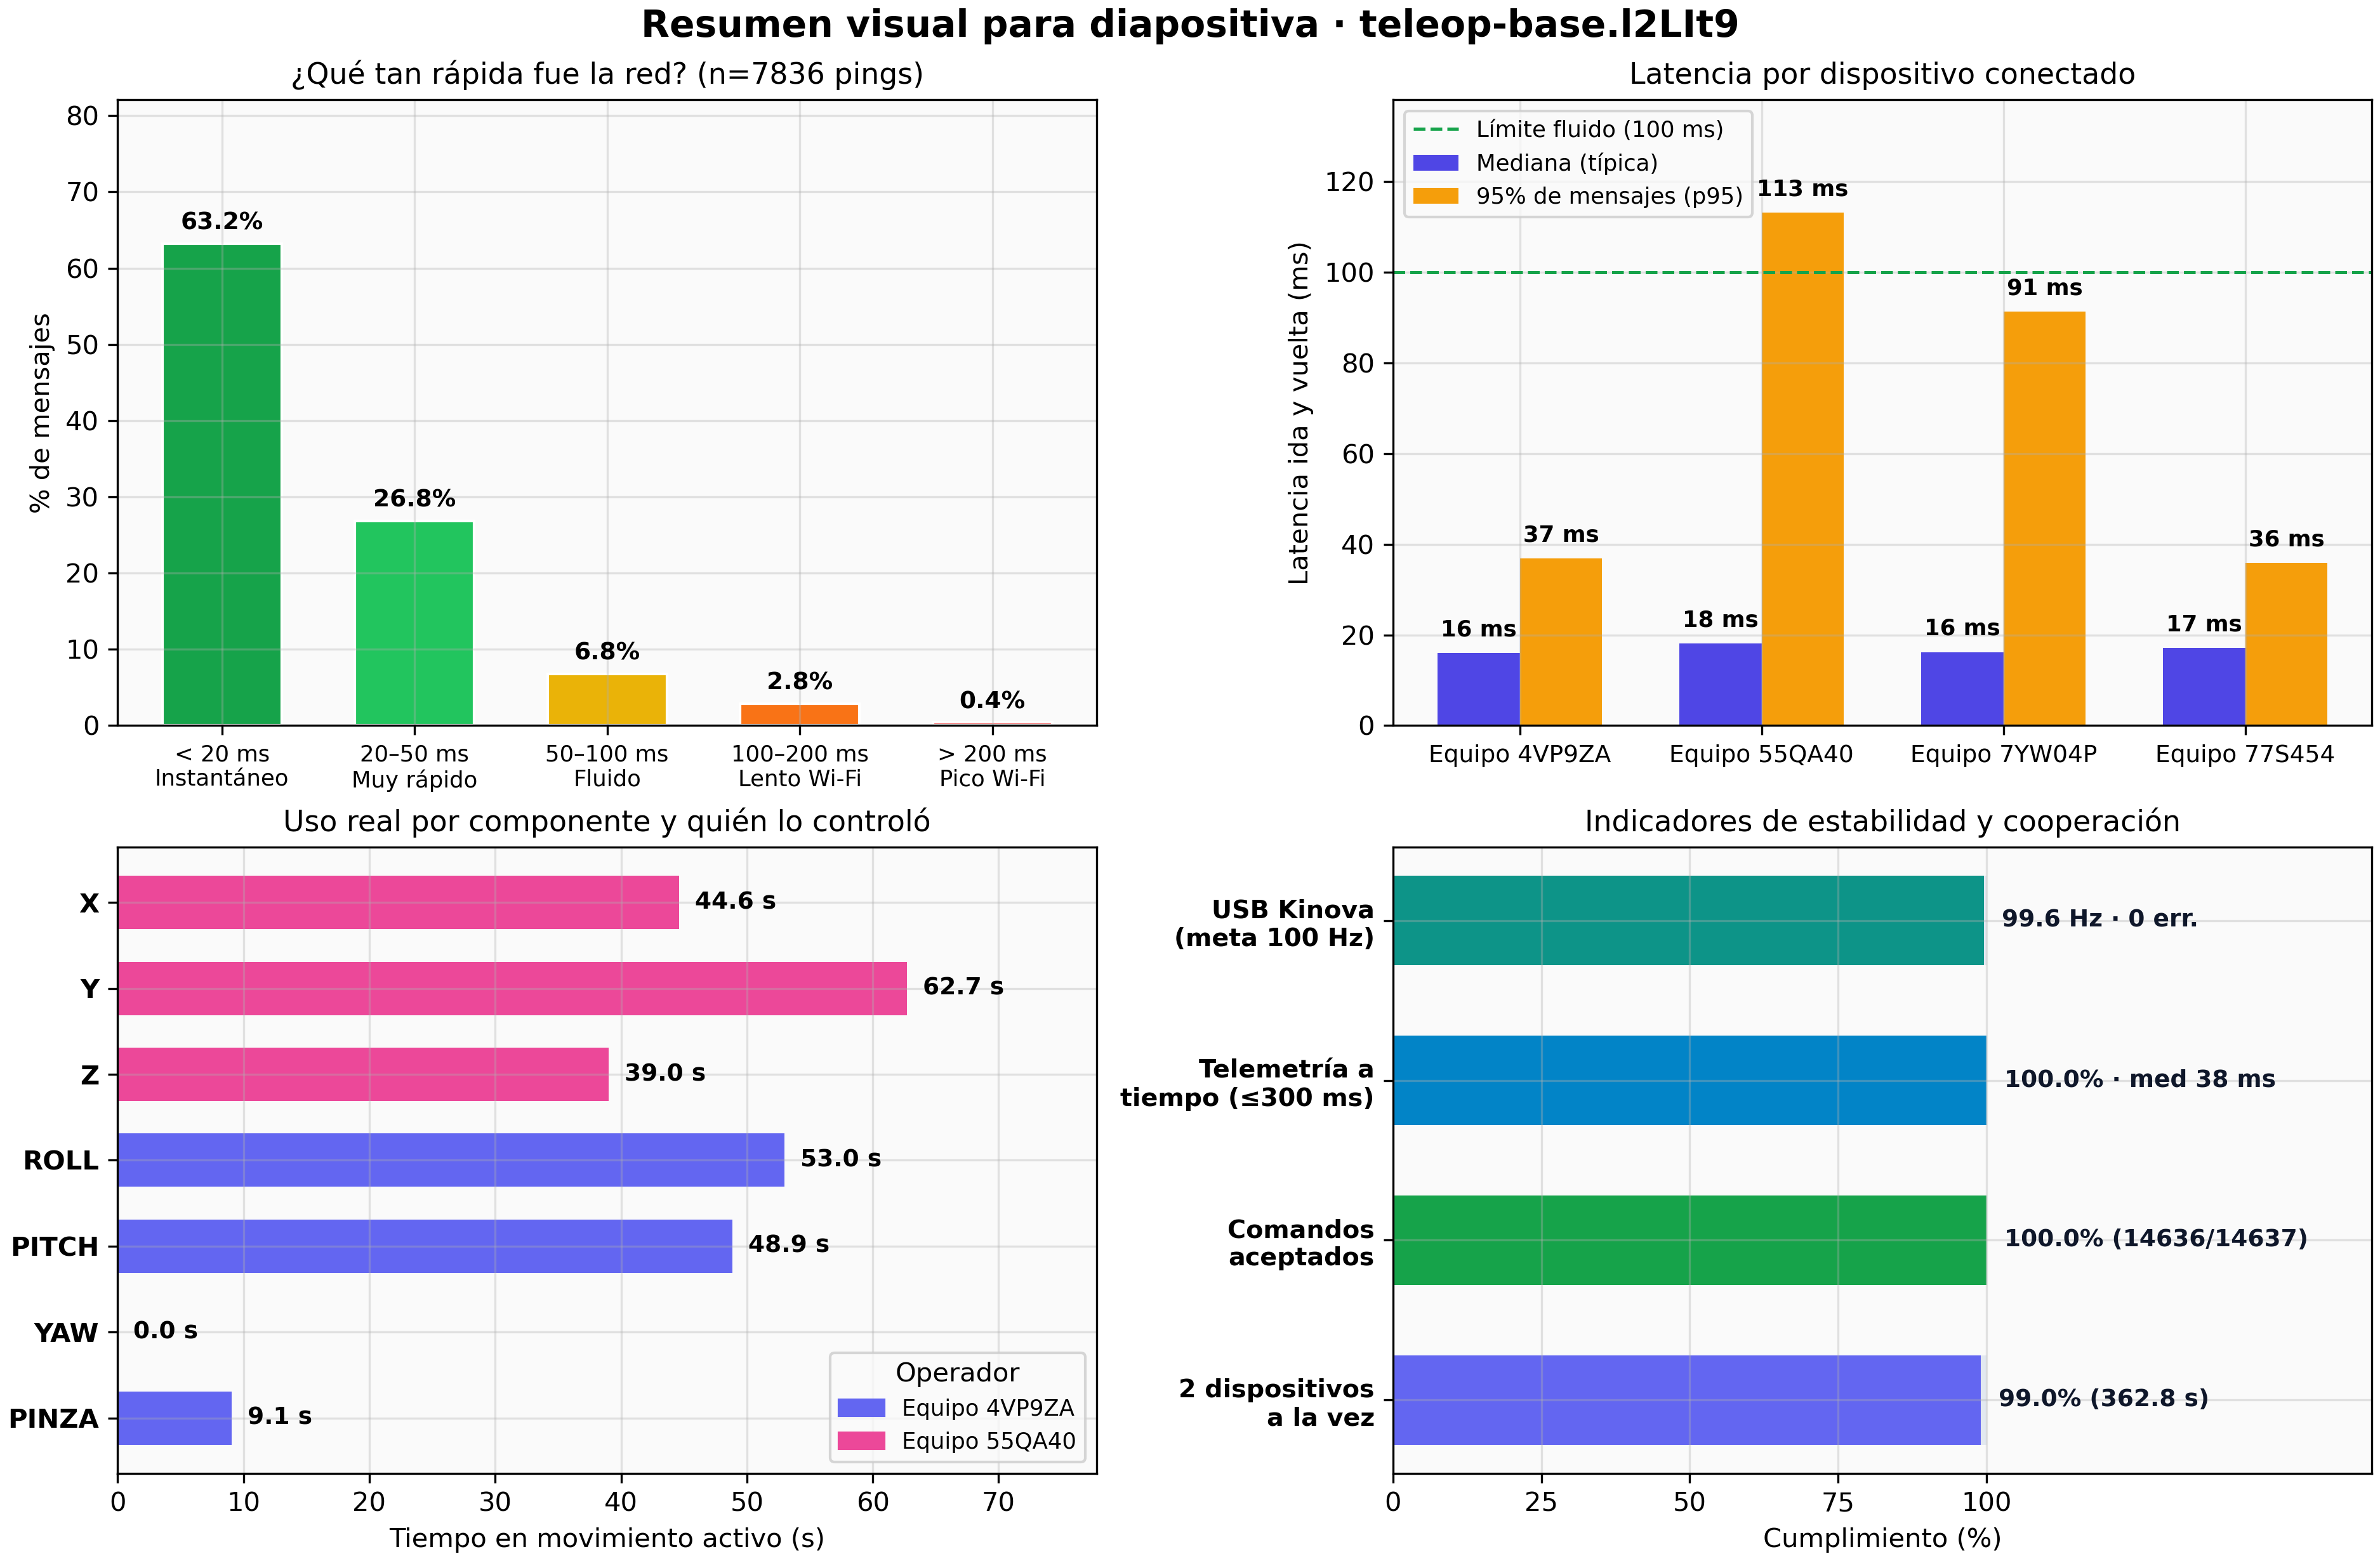 Resumen visual para diapositiva · teleop-base.l2LIt9
¿Qué tan rápida fue la red? (n=7836 pings)
% de mensajes
80
70
60
50
40
30
20
10
0
63.2%
26.8%
6.8%
2.8%
0.4%
< 20 ms
Instantáneo
20–50 ms
Muy rápido
50–100 ms
Fluido
100–200 ms
Lento Wi-Fi
> 200 ms
Pico Wi-Fi
Latencia por dispositivo conectado
Latencia ida y vuelta (ms)
120
100
80
60
40
20
0
Límite fluido (100 ms)
Mediana (típica)
95% de mensajes (p95)
16 ms
37 ms
18 ms
113 ms
16 ms
91 ms
17 ms
36 ms
Equipo 4VP9ZA
Equipo 55QA40
Equipo 7YW04P
Equipo 77S454
Uso real por componente y quién lo controló
X
44.6 s
Y
62.7 s
Z
39.0 s
ROLL
53.0 s
PITCH
48.9 s
YAW
0.0 s
PINZA
9.1 s
Operador
Equipo 4VP9ZA
Equipo 55QA40
0
10
20
30
40
50
60
70
Tiempo en movimiento activo (s)
Indicadores de estabilidad y cooperación
USB Kinova
(meta 100 Hz)
99.6 Hz · 0 err.
Telemetría a
tiempo (≤300 ms)
100.0% · med 38 ms
Comandos
aceptados
100.0% (14636/14637)
2 dispositivos
a la vez
99.0% (362.8 s)
0
25
50
75
100
Cumplimiento (%)